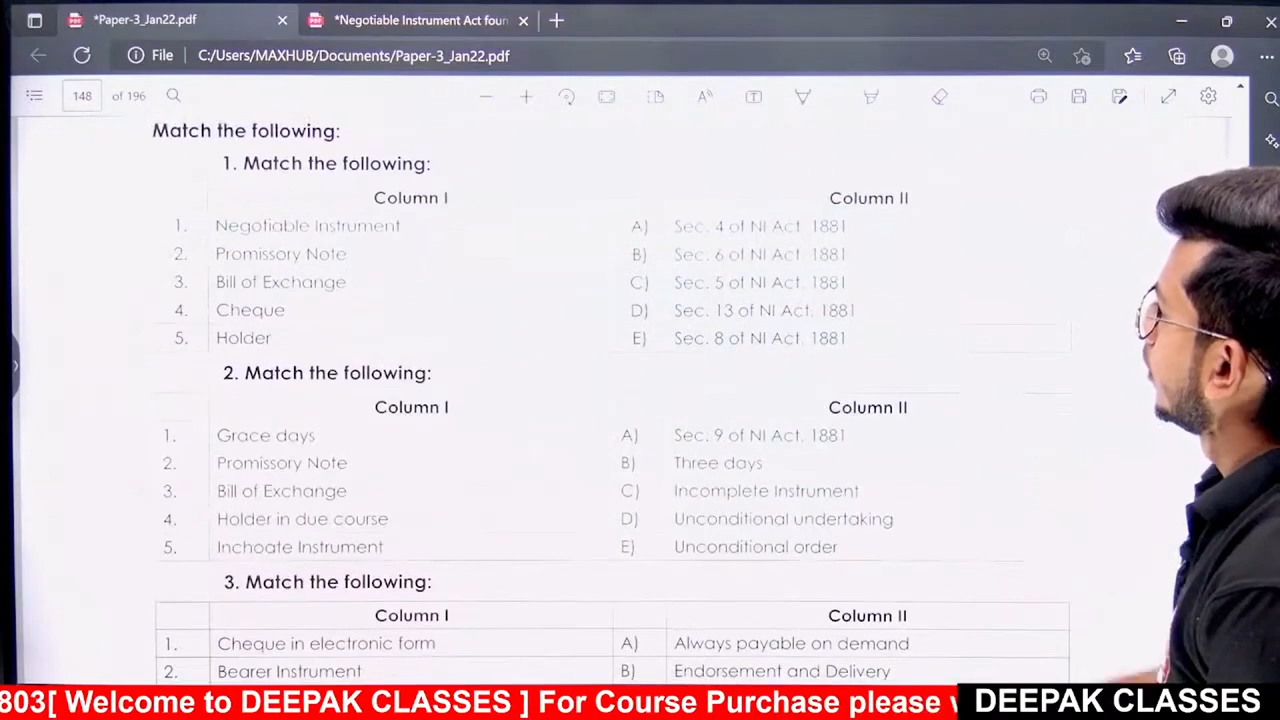 *Paper-3_Jan22.pdf
*Negotiable Instrument Act foun
File C:/Users/MAXHUB/Documents/Paper-3_Jan22.pdf
148 of 196
Match the following:
1. Match the following:
Column I Column II
1. Negotiable Instrument A) Sec. 4 of NI Act, 1881
2. Promissory Note B) Sec. 6 of NI Act, 1881
3. Bill of Exchange C) Sec. 5 of NI Act, 1881
4. Cheque D) Sec. 13 of NI Act, 1881
5. Holder E) Sec. 8 of NI Act, 1881
2. Match the following:
Column I Column II
1. Grace days A) Sec. 9 of NI Act, 1881
2. Promissory Note B) Three days
3. Bill of Exchange C) Incomplete Instrument
4. Holder in due course D) Unconditional undertaking
5. Inchoate Instrument E) Unconditional order
3. Match the following:
Column I Column II
1. Cheque in electronic form A) Always payable on demand
2. Bearer Instrument B) Endorsement and Delivery
803[ Welcome to DEEPAK CLASSES ] For Course Purchase please
DEEPAK CLASSES